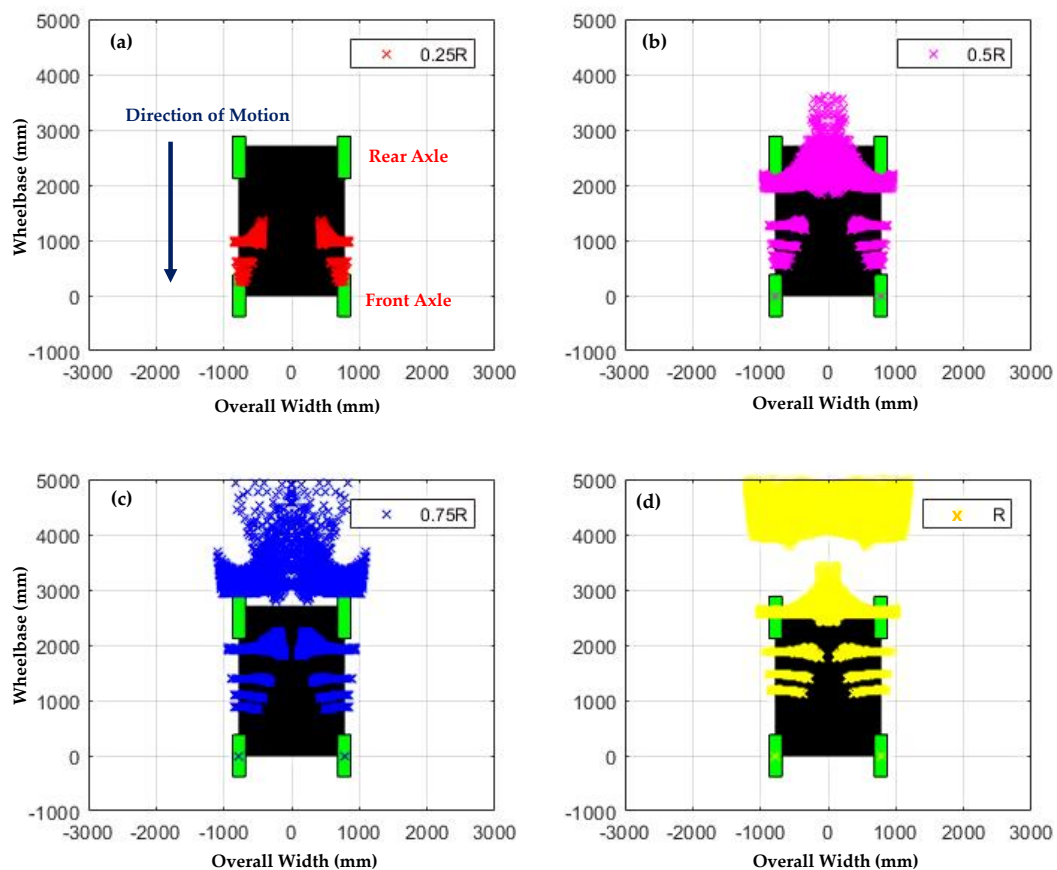 (a)
× 0.25R
Direction of Motion
Rear Axle
Front Axle
Wheelbase (mm)
5000
4000
3000
2000
1000
0
-1000
-3000 -2000 -1000 0 1000 2000 3000
Overall Width (mm)
(b)
× 0.5R
5000
4000
3000
2000
1000
0
-1000
-3000 -2000 -1000 0 1000 2000 3000
Overall Width (mm)
(c)
× 0.75R
Wheelbase (mm)
5000
4000
3000
2000
1000
0
-1000
-3000 -2000 -1000 0 1000 2000 3000
Overall Width (mm)
(d)
× R
5000
4000
3000
2000
1000
0
-1000
-3000 -2000 -1000 0 1000 2000 3000
Overall Width (mm)